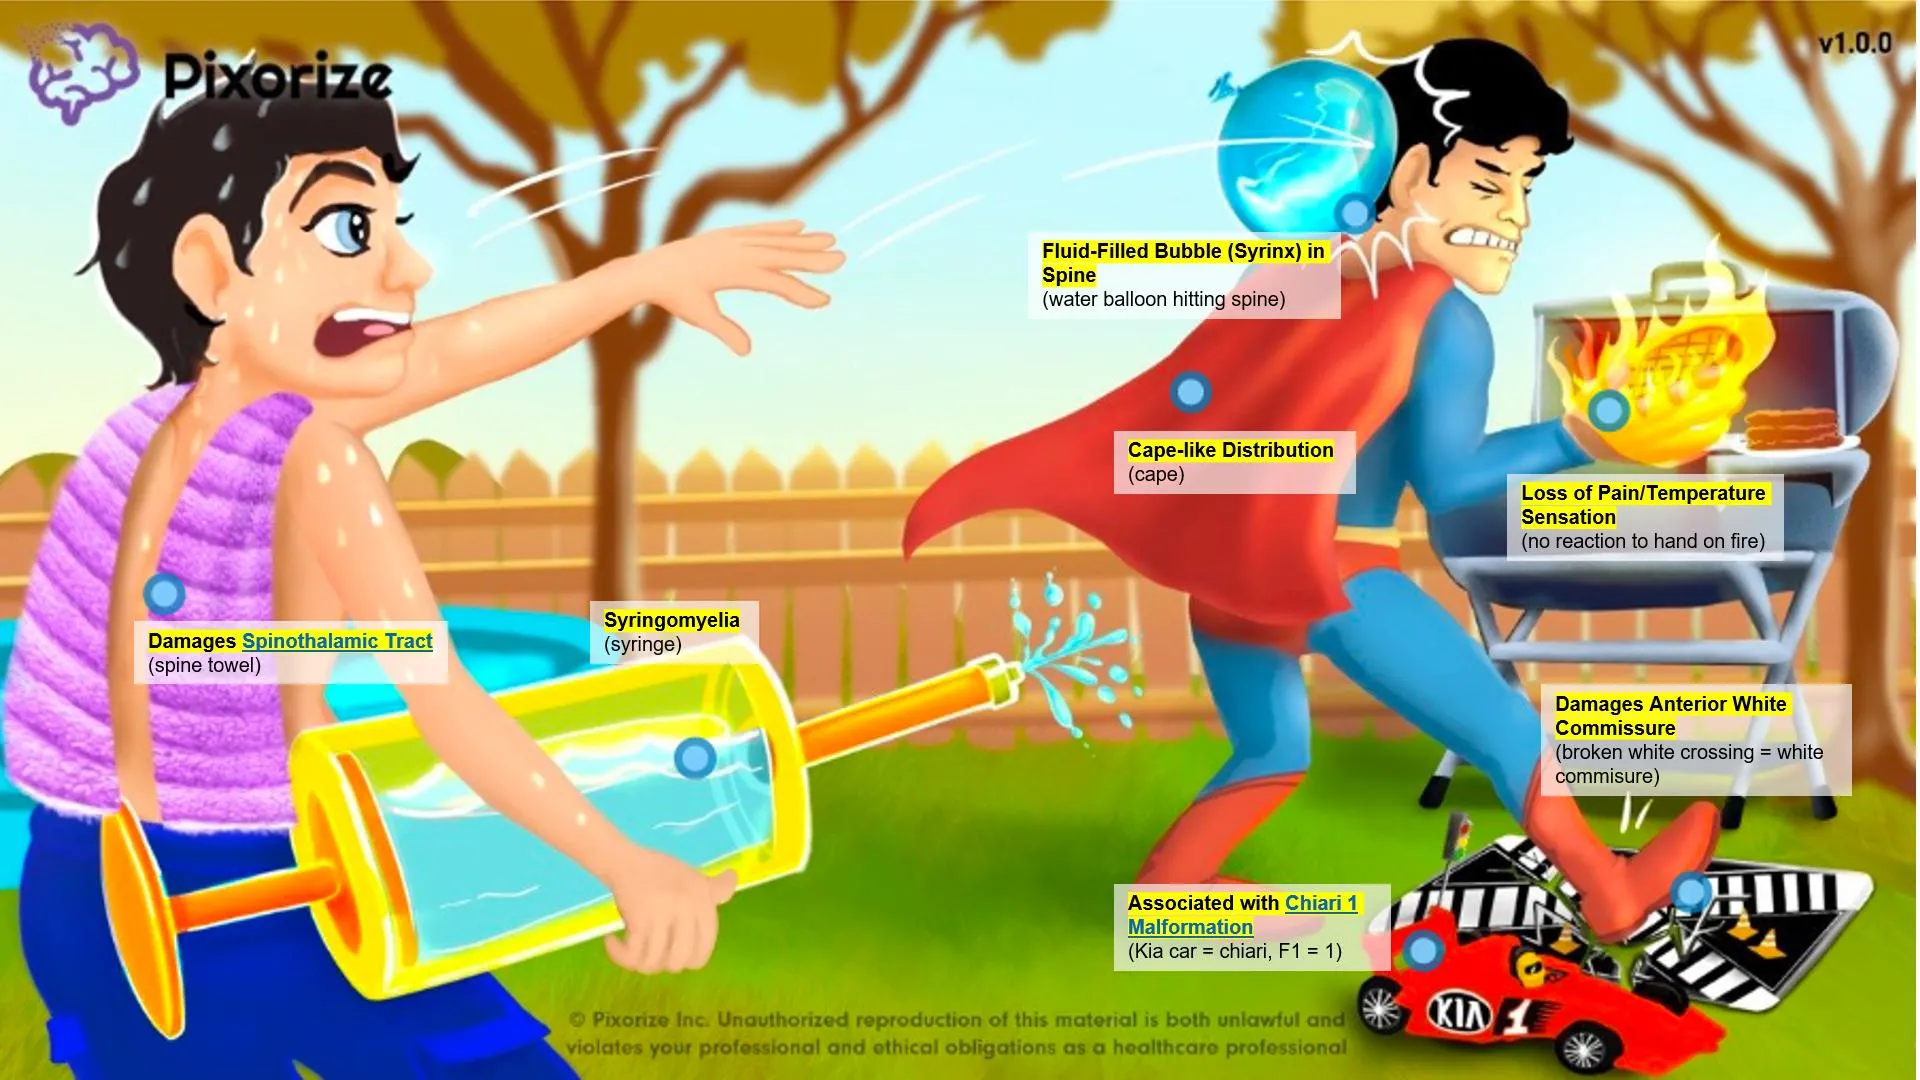 Pixorize
v1.0.0
Fluid-Filled Bubble (Syrinx) in
Spine
(water balloon hitting spine)
Cape-like Distribution
(cape)
Loss of Pain/Temperature
Sensation
(no reaction to hand on fire)
Syringomyelia
(syringe)
Damages Spinothalamic Tract
(spine towel)
Damages Anterior White
Commissure
(broken white crossing = white
commisure)
Associated with Chiari 1
Malformation
(Kia car = chiari, F1 = 1)
KIA 1
© Pixorize Inc. Unauthorized reproduction of this material is both unlawful and
violates your professional and ethical obligations as a healthcare professional